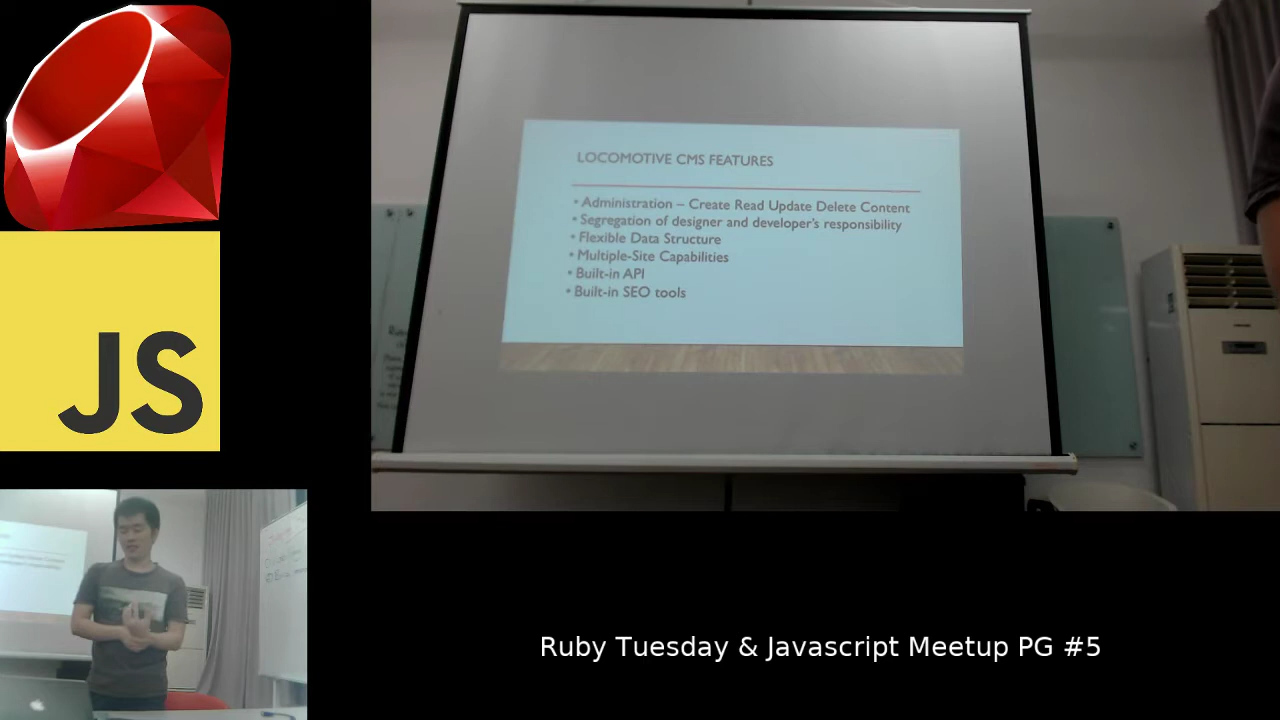 LOCOMOTIVE CMS FEATURES
• Administration – Create Read Update Delete Content
• Segregation of designer and developer's responsibility
• Flexible Data Structure
• Multiple-Site Capabilities
• Built-in API
• Built-in SEO tools
JS
Ruby Tuesday & Javascript Meetup PG #5